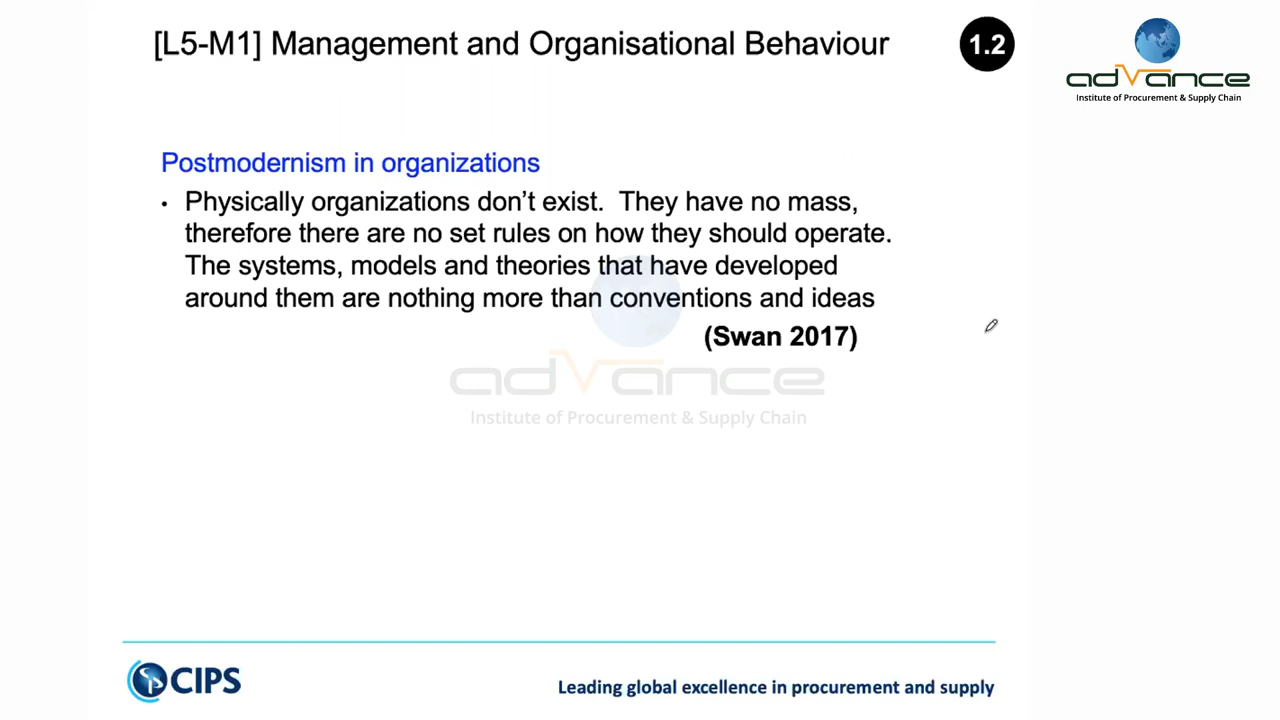 [L5-M1] Management and Organisational Behaviour
1.2
advance
Institute of Procurement & Supply Chain
Postmodernism in organizations
• Physically organizations don’t exist.  They have no mass,
therefore there are no set rules on how they should operate.
The systems, models and theories that have developed
around them are nothing more than conventions and ideas
(Swan 2017)
advance
Institute of Procurement & Supply Chain
CIPS
Leading global excellence in procurement and supply